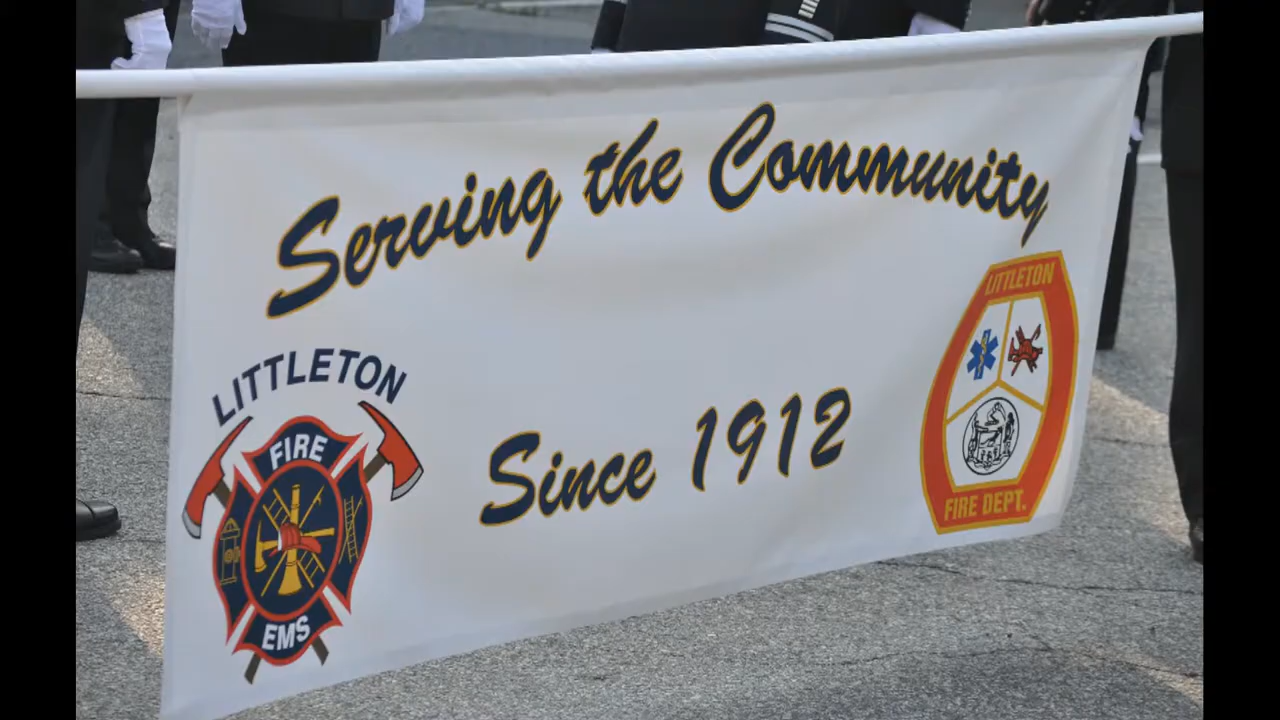 Serving the Community
LITTLETON
FIRE
EMS
Since 1912
LITTLETON
FIRE DEPT.